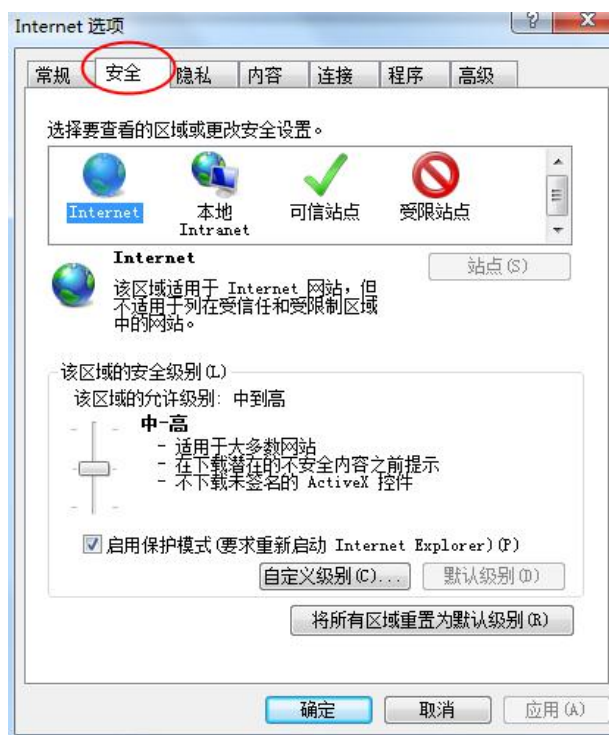 Internet 选项
常规 安全 隐私 内容 连接 程序 高级
选择要查看的区域或更改安全设置。
Internet 本地 Intranet 可信站点 受限站点
Internet
站点(S)
该区域适用于 Internet 网站，但
不适用于列在受信任和受限制区域
中的网站。
该区域的安全级别(L)
该区域的允许级别: 中到高
中-高
- 适用于大多数网站
- 在下载潜在的不安全内容之前提示
- 不下载未签名的 ActiveX 控件
启用保护模式(要求重新启动 Internet Explorer)(P)
自定义级别(C)... 默认级别(D)
将所有区域重置为默认级别(R)
确定 取消 应用(A)